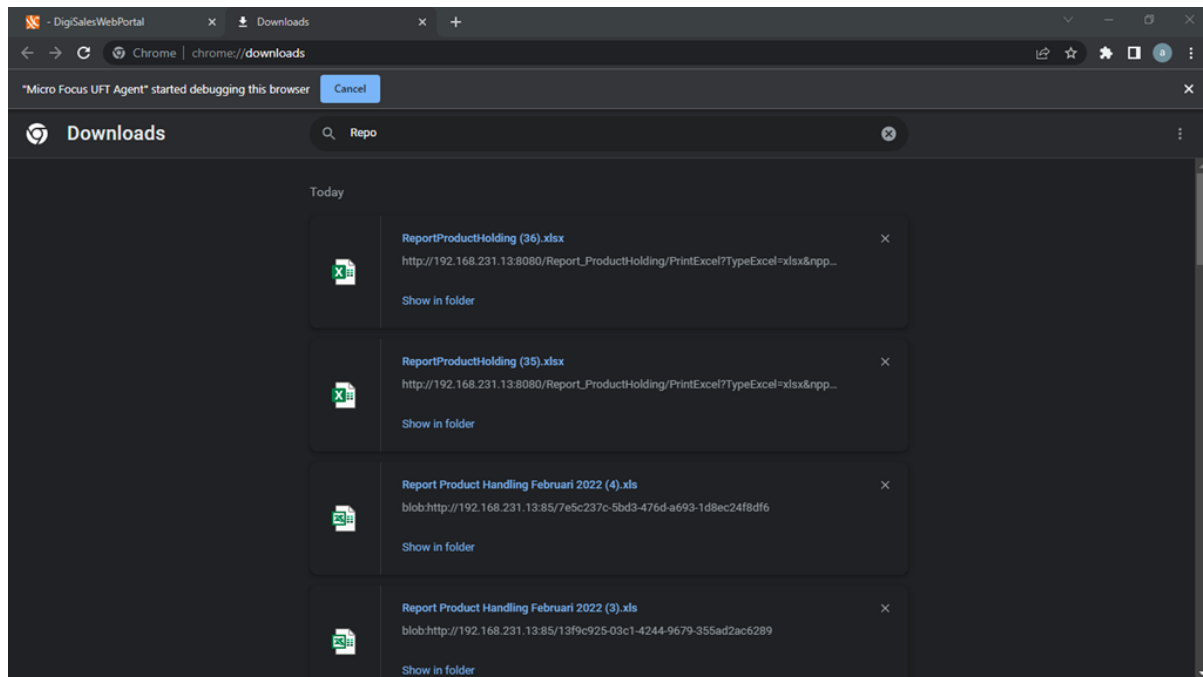 - DigiSalesWebPortal
Downloads
Chrome | chrome://downloads
a
"Micro Focus UFT Agent" started debugging this browser
Cancel
Downloads
Repo
Today
ReportProductHolding (36).xlsx
http://192.168.231.13:8080/Report_ProductHolding/PrintExcel?TypeExcel=xlsx&npp...
Show in folder
ReportProductHolding (35).xlsx
http://192.168.231.13:8080/Report_ProductHolding/PrintExcel?TypeExcel=xlsx&npp...
Show in folder
Report Product Handling Februari 2022 (4).xls
blob:http://192.168.231.13:85/7e5c237c-5bd3-476d-a693-1d8ec24f8df6
Show in folder
Report Product Handling Februari 2022 (3).xls
blob:http://192.168.231.13:85/13f9c925-03c1-4244-9679-355ad2ac6289
Show in folder